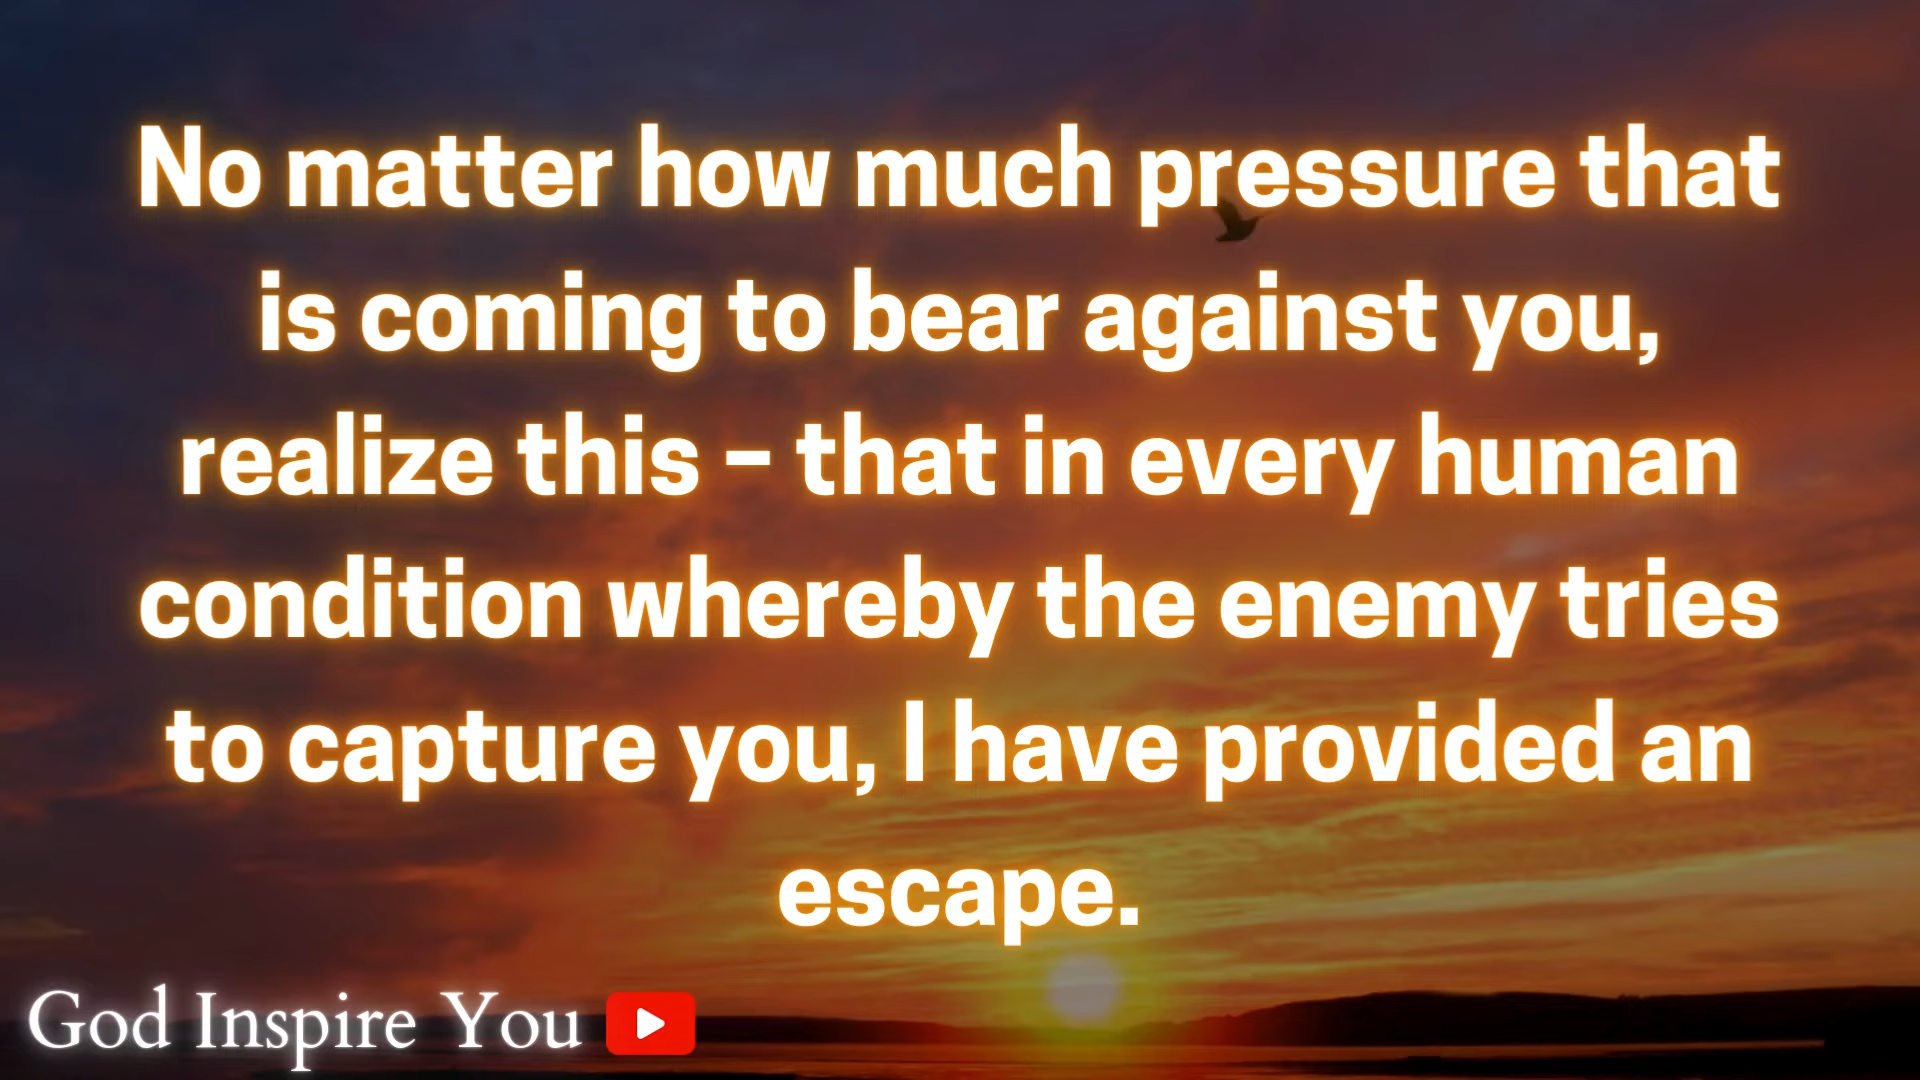 No matter how much pressure that
is coming to bear against you,
realize this – that in every human
condition whereby the enemy tries
to capture you, I have provided an
escape.
God Inspire You